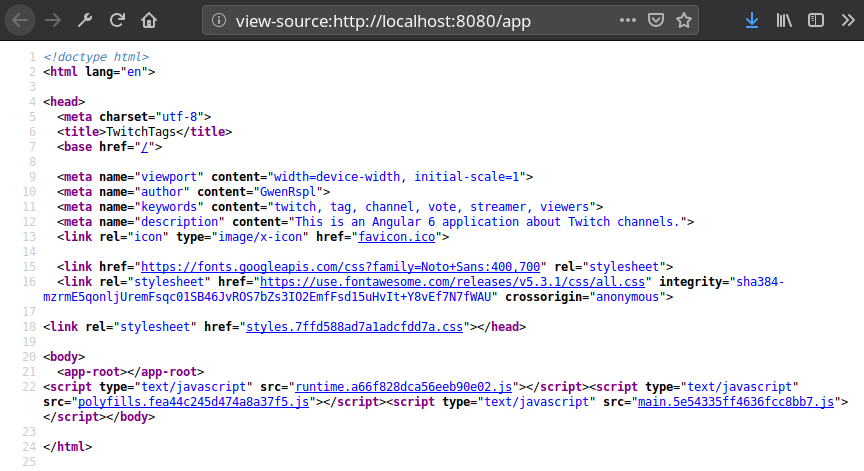 view-source:http://localhost:8080/app
1 <!doctype html>
2 <html lang="en">
3
4 <head>
5 <meta charset="utf-8">
6 <title>TwitchTags</title>
7 <base href="/">
8
9 <meta name="viewport" content="width=device-width, initial-scale=1">
10 <meta name="author" content="GwenRspl">
11 <meta name="keywords" content="twitch, tag, channel, vote, streamer, viewers">
12 <meta name="description" content="This is an Angular 6 application about Twitch channels.">
13 <link rel="icon" type="image/x-icon" href="favicon.ico">
14
15 <link href="https://fonts.googleapis.com/css?family=Noto+Sans:400,700" rel="stylesheet">
16 <link rel="stylesheet" href="https://use.fontawesome.com/releases/v5.3.1/css/all.css" integrity="sha384-
mzrmE5qonljUremFsqc01SB46JvROS7bZs3IO2EmfFsd15uHvIt+Y8vEf7N7fWAU" crossorigin="anonymous">
17
18 <link rel="stylesheet" href="styles.7ffd588ad7a1adcfdd7a.css"></head>
19
20 <body>
21 <app-root></app-root>
22 <script type="text/javascript" src="runtime.a66f828dca56eeb90e02.js"></script><script type="text/javascript"
src="polyfills.fea44c245d474a8a37f5.js"></script><script type="text/javascript" src="main.5e54335ff4636fcc8bb7.js">
</script></body>
23
24 </html>
25